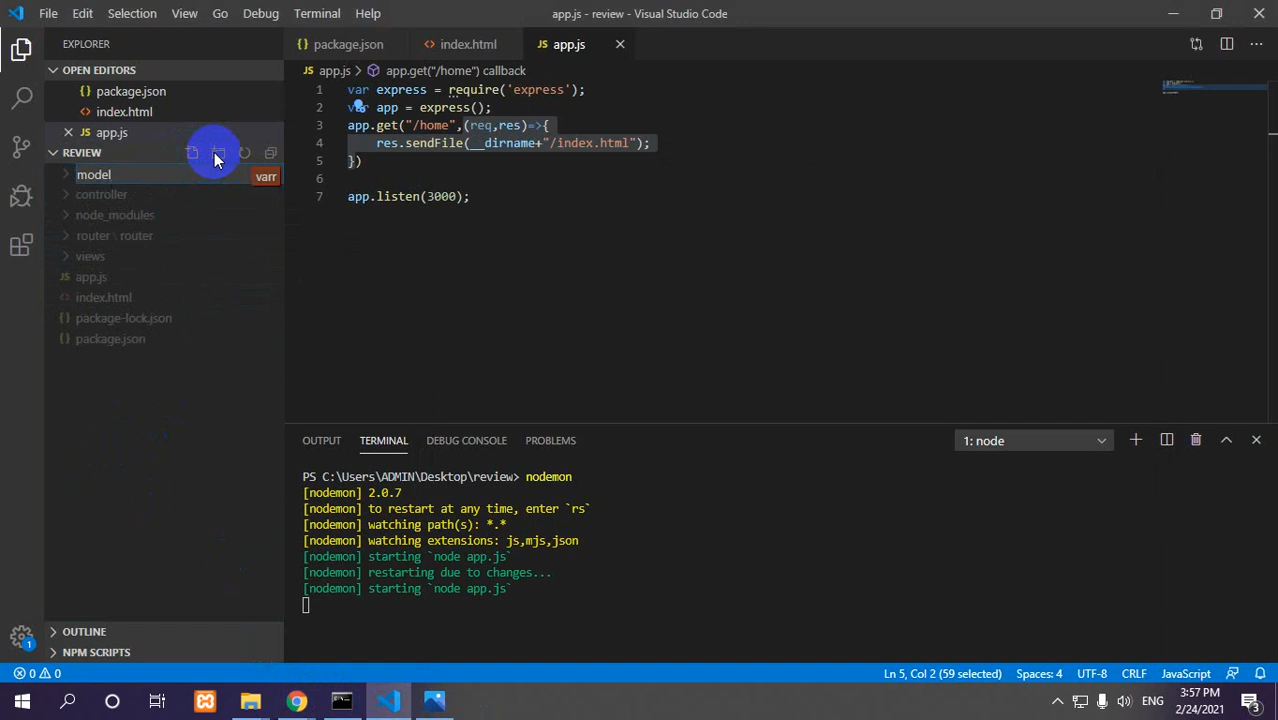 File Edit Selection View Go Debug Terminal Help app.js - review - Visual Studio Code
EXPLORER
package.json index.html app.js
OPEN EDITORS
package.json
index.html
app.js
REVIEW
model varr
controller
node_modules
router \ router
views
app.js
index.html
package-lock.json
package.json
OUTLINE
NPM SCRIPTS
app.js app.get("/home") callback
1 var express = require('express');
2 var app = express();
3 app.get("/home",(req,res)=>{
4 res.sendFile(__dirname+"/index.html");
5 })
6
7 app.listen(3000);
OUTPUT TERMINAL DEBUG CONSOLE PROBLEMS 1: node
PS C:\Users\ADMIN\Desktop\review> nodemon
[nodemon] 2.0.7
[nodemon] to restart at any time, enter `rs`
[nodemon] watching path(s): *.*
[nodemon] watching extensions: js,mjs,json
[nodemon] starting `node app.js`
[nodemon] restarting due to changes...
[nodemon] starting `node app.js`
0 0 Ln 5, Col 2 (59 selected) Spaces: 4 UTF-8 CRLF JavaScript
ENG 3:57 PM
2/24/2021 3